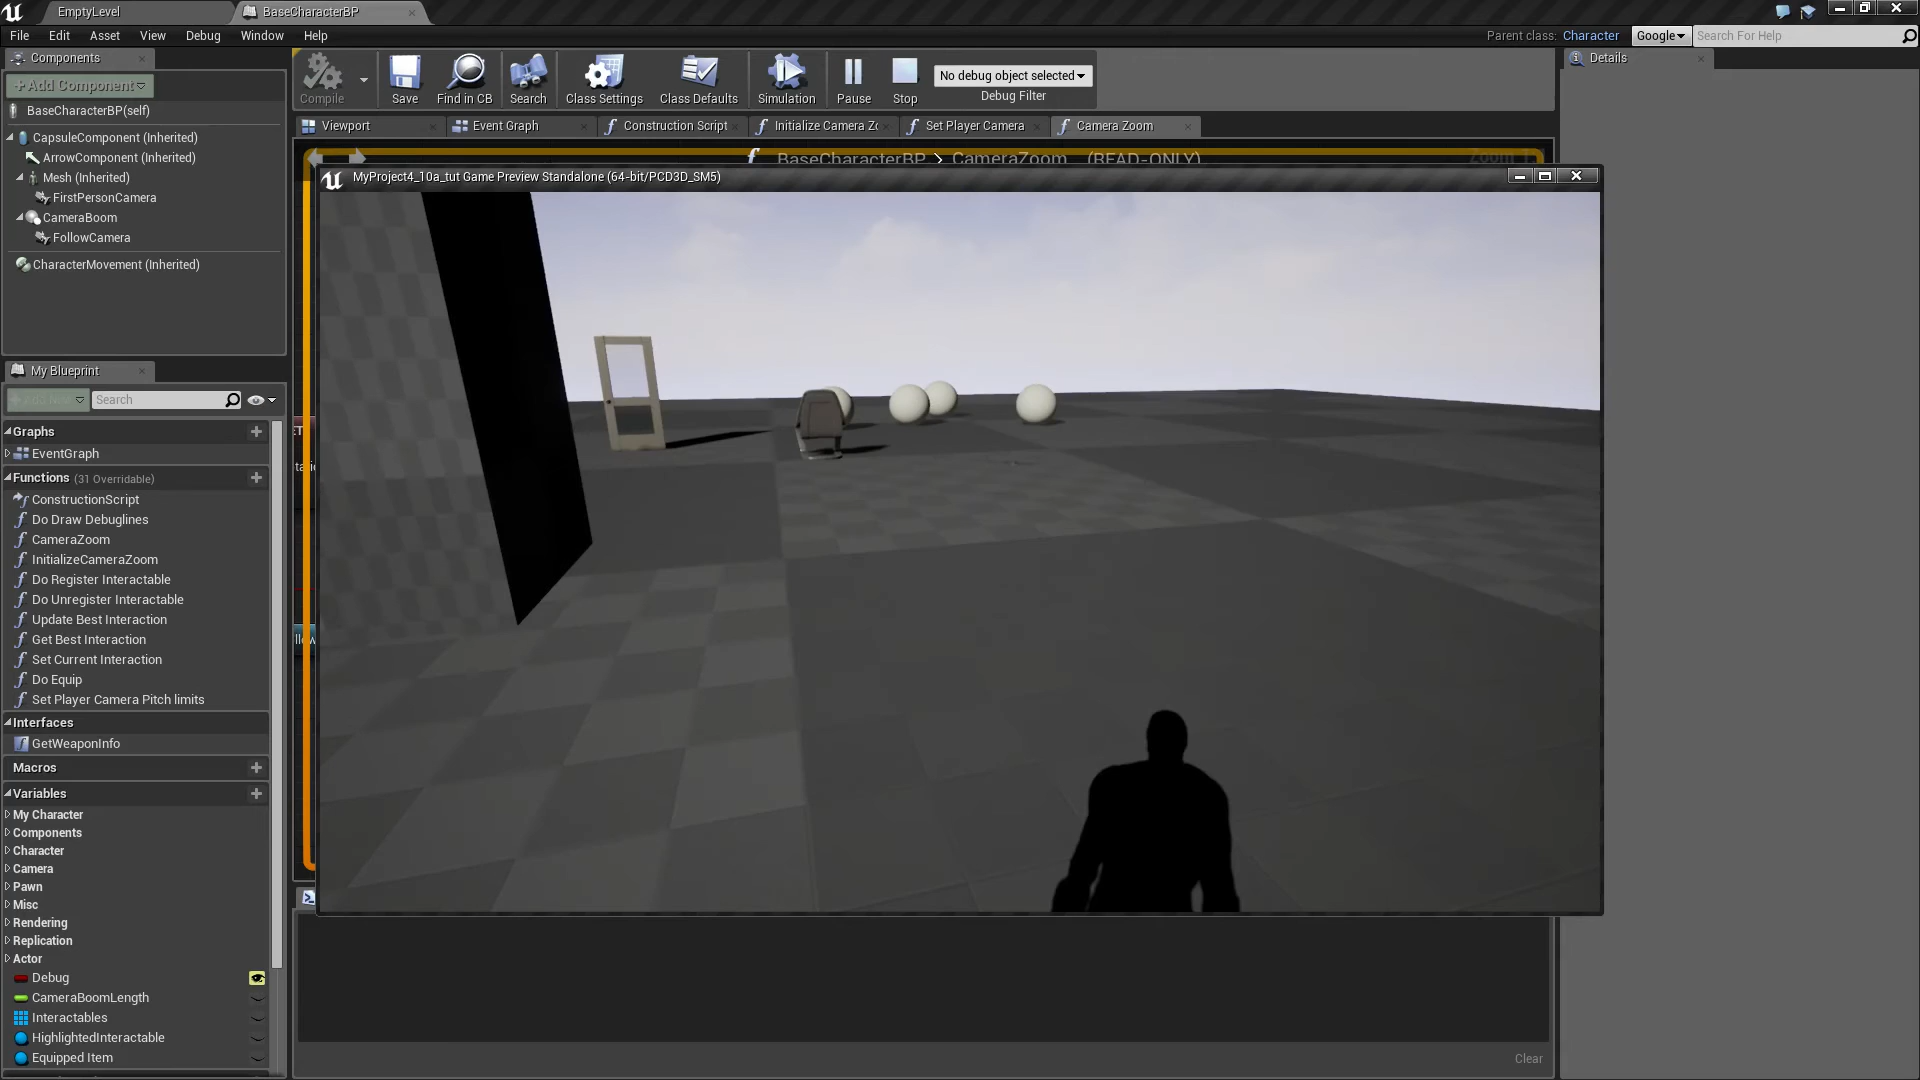 EmptyLevel
BaseCharacterBP
File Edit Asset View Debug Window Help
Parent class: Character
Google
Search For Help
Components
+Add Component
BaseCharacterBP(self)
CapsuleComponent (Inherited)
ArrowComponent (Inherited)
Mesh (Inherited)
FirstPersonCamera
CameraBoom
FollowCamera
CharacterMovement (Inherited)
Compile
Save
Find in CB
Search
Class Settings
Class Defaults
Simulation
Pause
Stop
No debug object selected
Debug Filter
Details
Viewport
Event Graph
Construction Script
Initialize Camera Zo
Set Player Camera
Camera Zoom
BaseCharacterBP > CameraZoom (READ-ONLY)
MyProject4_10a_tut Game Preview Standalone (64-bit/PCD3D_SM5)
My Blueprint
Search
Graphs
EventGraph
Functions (31 Overridable)
ConstructionScript
Do Draw Debuglines
CameraZoom
InitializeCameraZoom
Do Register Interactable
Do Unregister Interactable
Update Best Interaction
Get Best Interaction
Set Current Interaction
Do Equip
Set Player Camera Pitch limits
Interfaces
GetWeaponInfo
Macros
Variables
My Character
Components
Character
Camera
Pawn
Misc
Rendering
Replication
Actor
Debug
CameraBoomLength
Interactables
HighlightedInteractable
Equipped Item
Clear